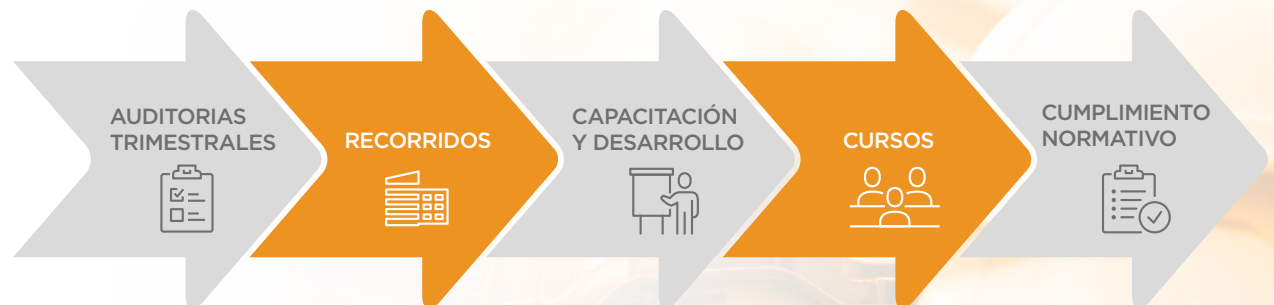 AUDITORIAS
TRIMESTRALES
RECORRIDOS
CAPACITACIÓN
Y DESARROLLO
CURSOS
CUMPLIMIENTO
NORMATIVO